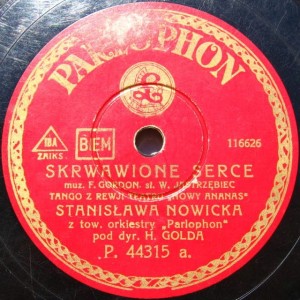 PARLOPHON
TBA
ZAIKS
BIEM
116626
SKRWAWIONE SERCE
muz. F. GORDON. sł. W. JASTRZĘBIEC
TANGO Z REWJI TEATRU „NOWY ANANAS"
STANISŁAWA NOWICKA
z tow. orkiestry „Parlophon"
pod dyr. H. GOLDA
P. 44315 a.